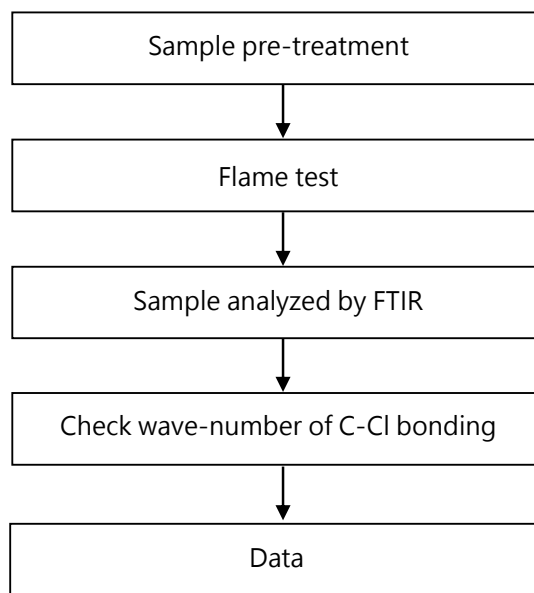 Sample pre-treatment
Flame test
Sample analyzed by FTIR
Check wave-number of C-Cl bonding
Data